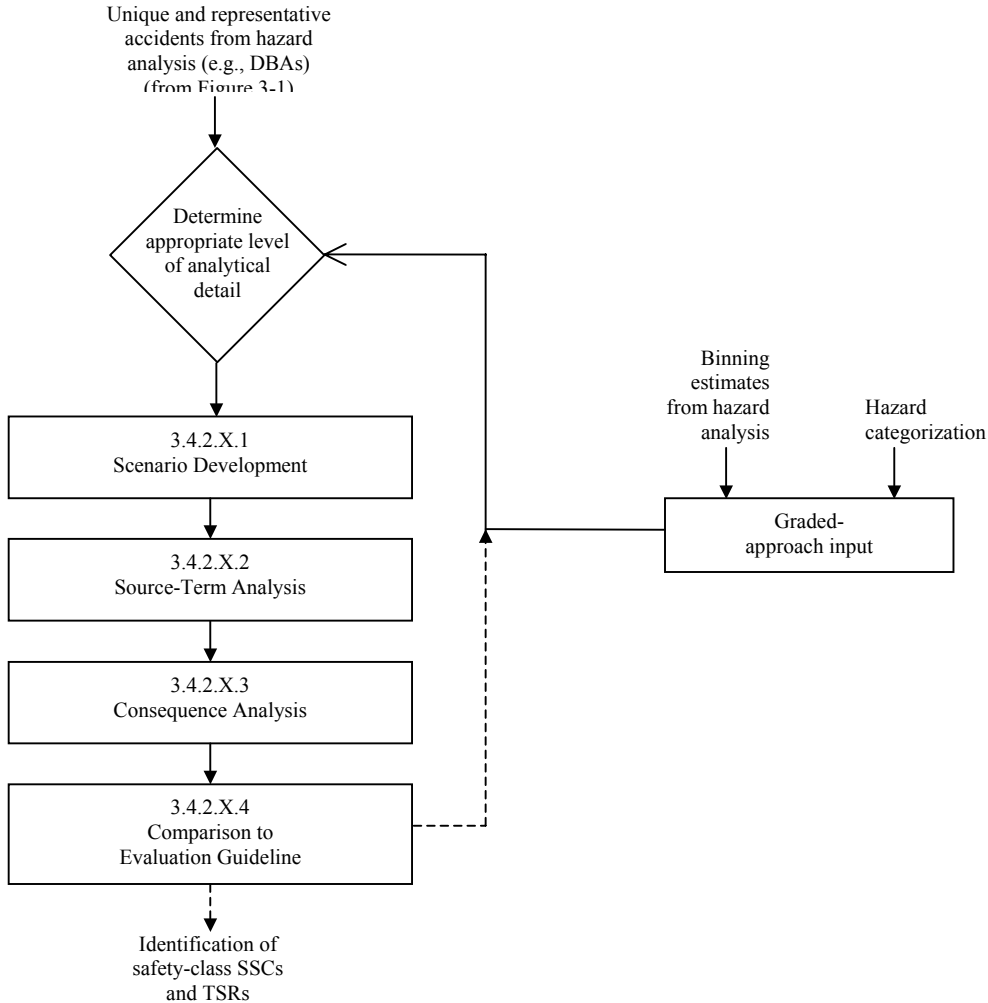 Unique and representative
accidents from hazard
analysis (e.g., DBAs)
(from Figure 3-1)
Determine
appropriate level
of analytical
detail
Binning
estimates
from hazard
analysis
Hazard
categorization
Graded-
approach input
3.4.2.X.1
Scenario Development
3.4.2.X.2
Source-Term Analysis
3.4.2.X.3
Consequence Analysis
3.4.2.X.4
Comparison to
Evaluation Guideline
Identification of
safety-class SSCs
and TSRs